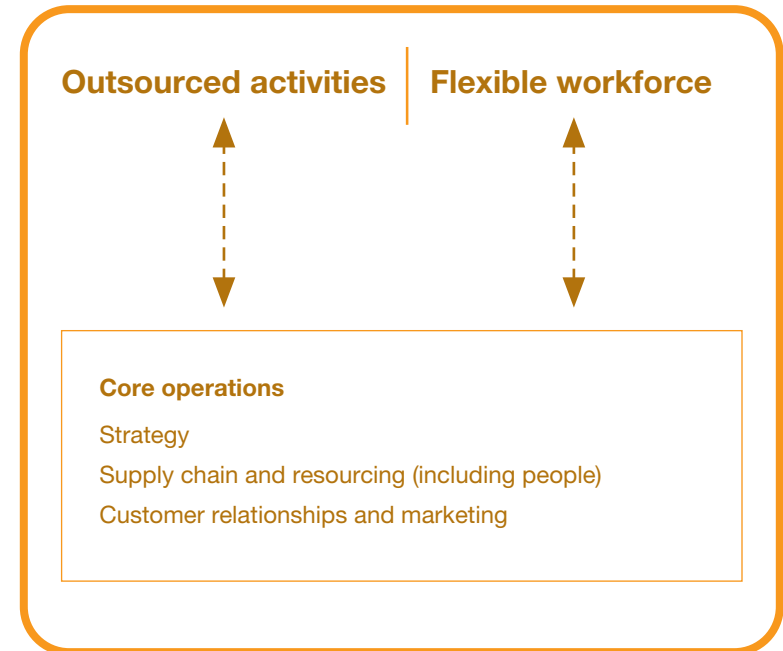 Outsourced activities
Flexible workforce
Core operations
Strategy
Supply chain and resourcing (including people)
Customer relationships and marketing